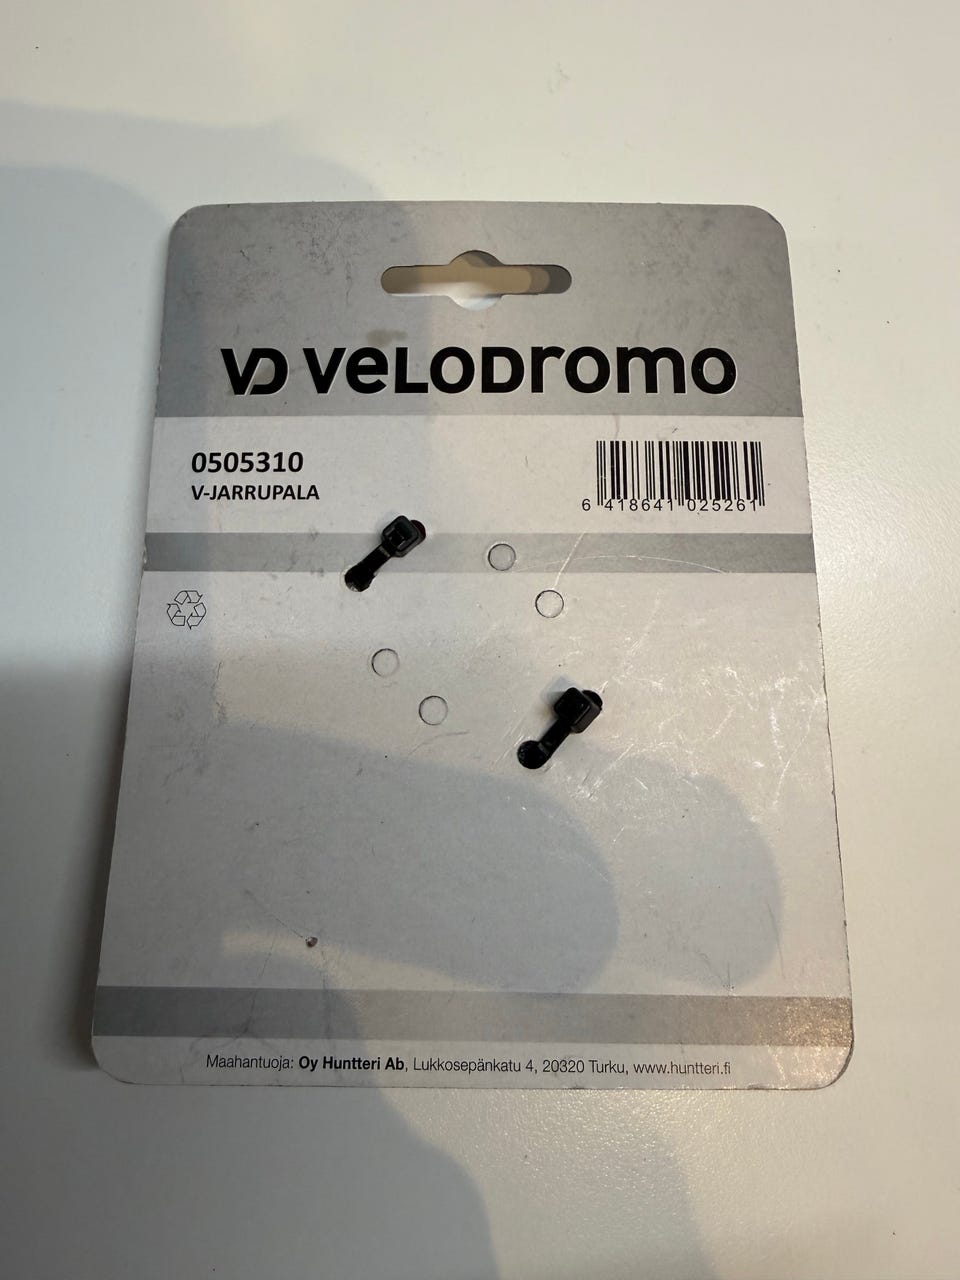 VD VELODROMO
0505310
V-JARRUPALA
6 418641 025261
Maahantuoja: Oy Huntteri Ab, Lukkosepänkatu 4, 20320 Turku, www.huntteri.fi